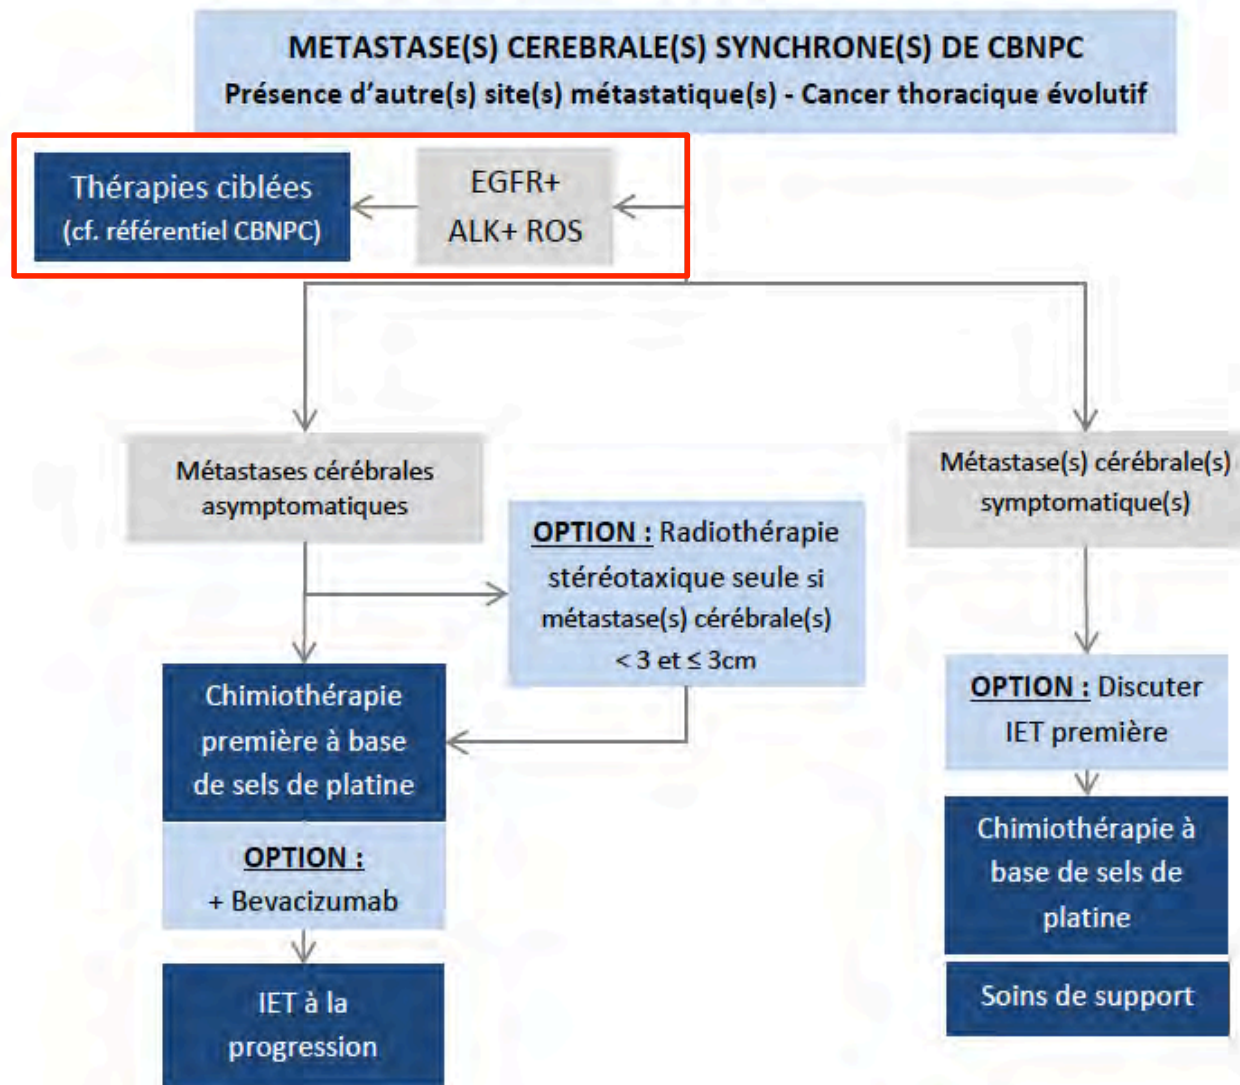 METASTASE(S) CEREBRALE(S) SYNCHRONE(S) DE CBNPC
Présence d'autre(s) site(s) métastatique(s) - Cancer thoracique évolutif
Thérapies ciblées
(cf. référentiel CBNPC)
EGFR+
ALK+ ROS
Métastases cérébrales
asymptomatiques
OPTION : Radiothérapie
stéréotaxique seule si
métastase(s) cérébrale(s)
< 3 et ≤ 3cm
Chimiothérapie
première à base
de sels de platine
OPTION :
+ Bevacizumab
IET à la
progression
Métastase(s) cérébrale(s)
symptomatique(s)
OPTION : Discuter
IET première
Chimiothérapie à
base de sels de
platine
Soins de support